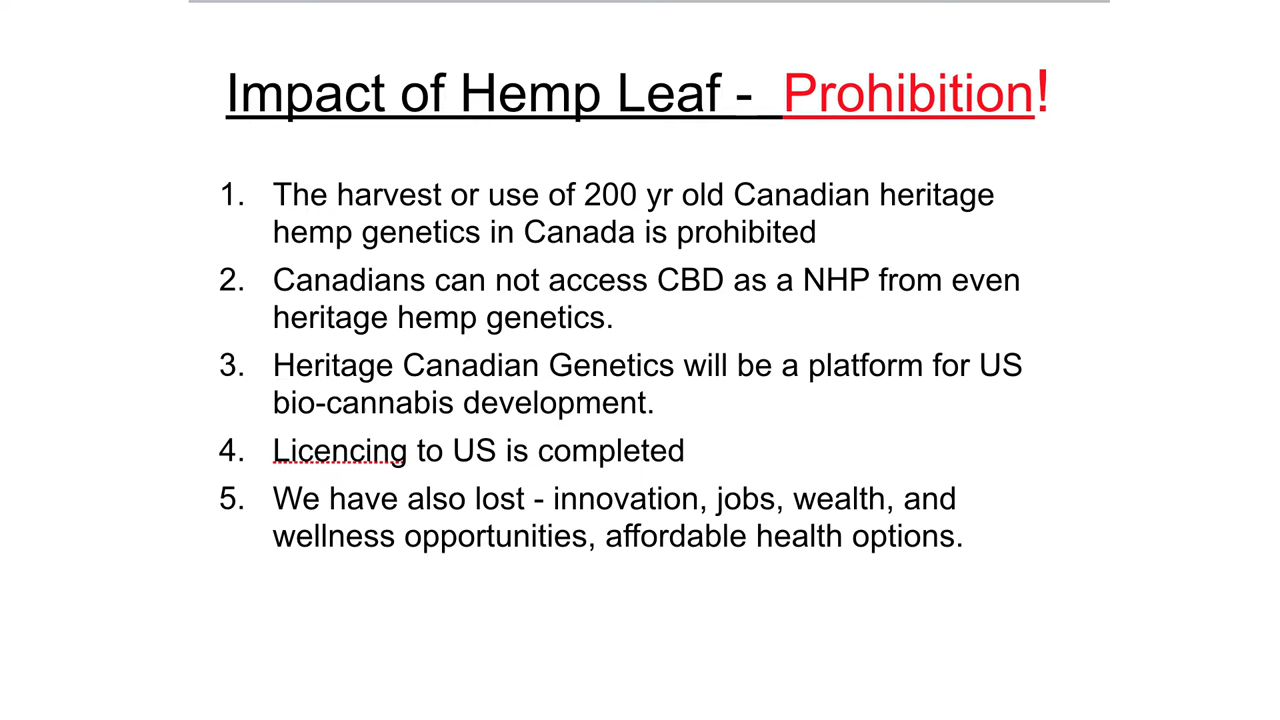 Impact of Hemp Leaf - Prohibition!
1. The harvest or use of 200 yr old Canadian heritage
hemp genetics in Canada is prohibited
2. Canadians can not access CBD as a NHP from even
heritage hemp genetics.
3. Heritage Canadian Genetics will be a platform for US
bio-cannabis development.
4. Licencing to US is completed
5. We have also lost - innovation, jobs, wealth, and
wellness opportunities, affordable health options.